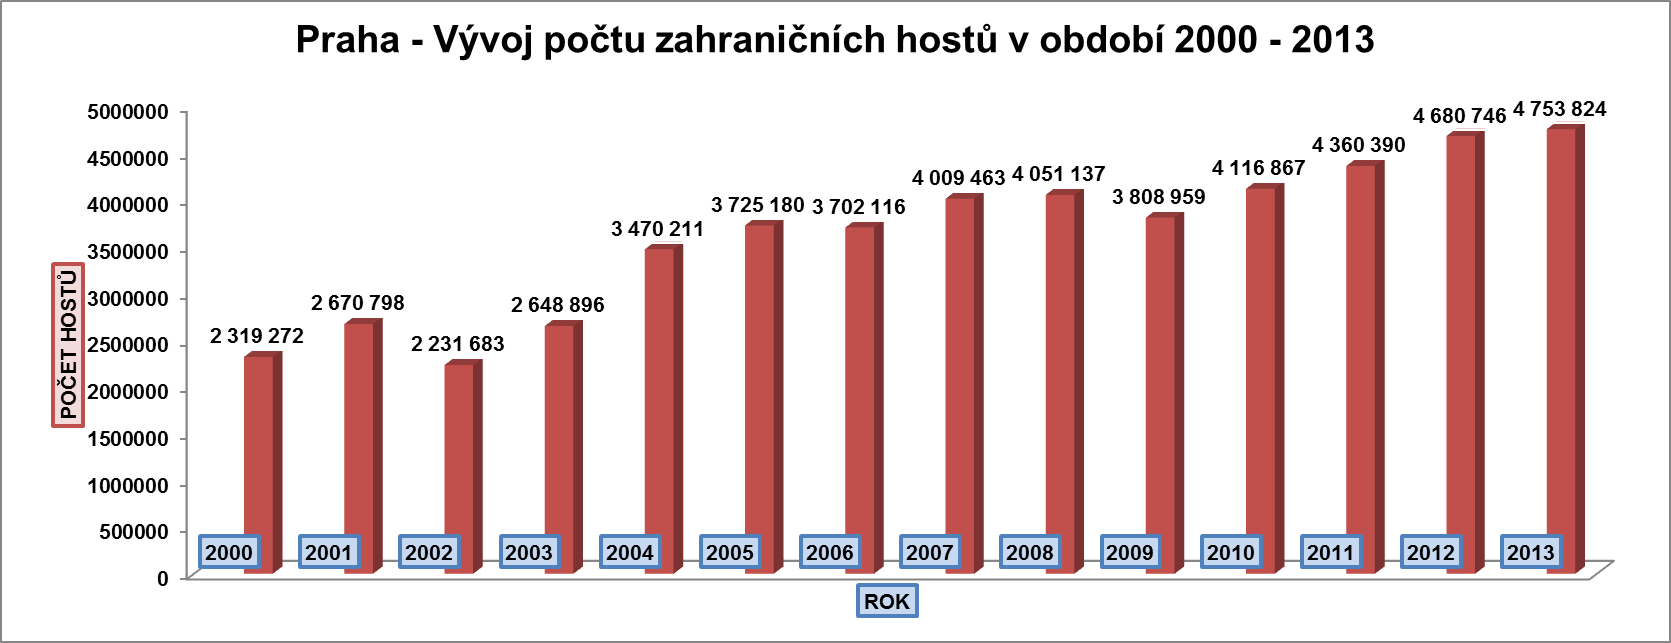 Praha - Vývoj počtu zahraničních hostů v období 2000 - 2013
POČET HOSTŮ
5000000
4500000
4000000
3500000
3000000
2500000
2000000
1500000
1000000
500000
0
2 319 272
2 670 798
2 231 683
2 648 896
3 470 211
3 725 180
3 702 116
4 009 463
4 051 137
3 808 959
4 116 867
4 360 390
4 680 746
4 753 824
2000 2001 2002 2003 2004 2005 2006 2007 2008 2009 2010 2011 2012 2013
ROK